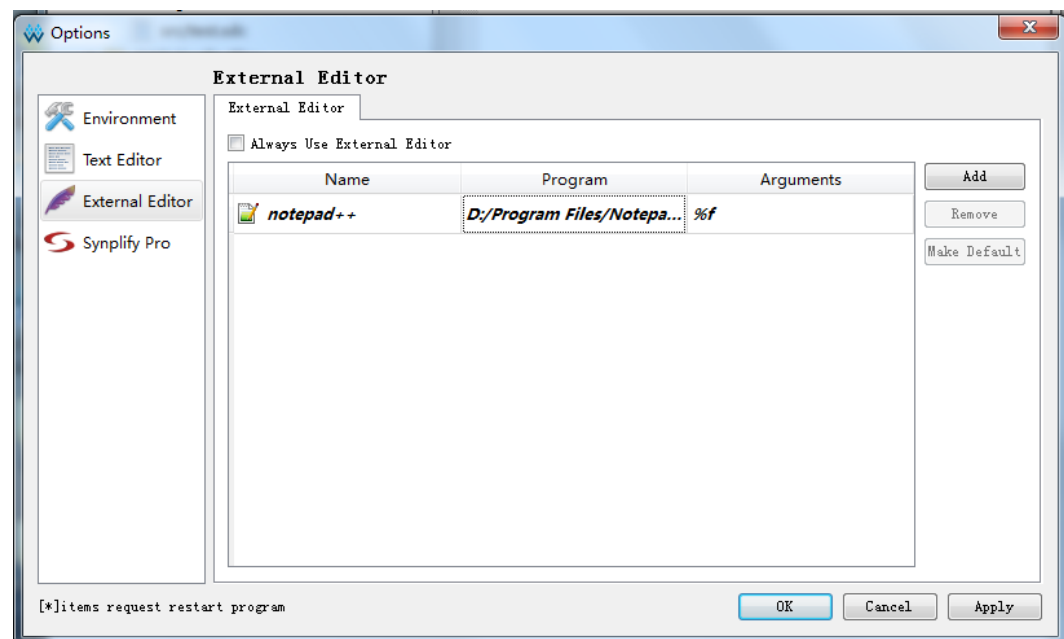 Options
External Editor
Environment
Text Editor
External Editor
Synplify Pro
External Editor
Always Use External Editor
Name Program Arguments
notepad++ D:/Program Files/Notepa... %f
Add
Remove
Make Default
[*]items request restart program
OK Cancel Apply